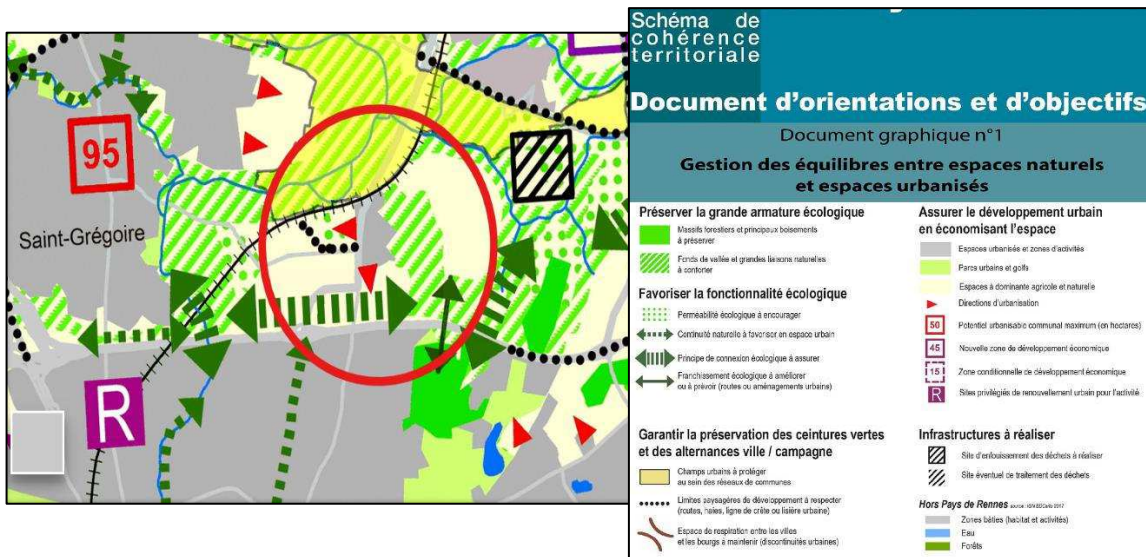 95
Saint-Grégoire
R
Schéma de
cohérence
territoriale
Document d'orientations et d'objectifs
Document graphique n°1
Gestion des équilibres entre espaces naturels
et espaces urbanisés
Préserver la grande armature écologique
Massifs forestiers et principaux boisements
à préserver
Fonds de vallée et grandes liaisons naturelles
à conforter
Favoriser la fonctionnalité écologique
Perméabilité écologique à encourager
Continuité naturelle à favoriser en espace urbain
Principe de connexion écologique à assurer
Franchissement écologique à améliorer
ou à prévoir (routes ou aménagements urbains)
Garantir la préservation des ceintures vertes
et des alternances ville / campagne
Champs urbains à protéger
au sein des réseaux de communes
Limites paysagères de développement à respecter
(routes, haies, ligne de crête ou lisière urbaine)
Espace de respiration entre les villes
et les bourgs à maintenir (discontinuités urbaines)
Assurer le développement urbain
en économisant l'espace
Espaces urbanisés et zones d'activités
Parcs urbains et golfs
Espaces à dominante agricole et naturelle
Directions d'urbanisation
50 Potentiel urbanisable communal maximum (en hectares)
45 Nouvelle zone de développement économique
15 Zone conditionnelle de développement économique
R Sites privilégiés de renouvellement urbain pour l'activité
Infrastructures à réaliser
Site d'enfouissement des déchets à réaliser
Site éventuel de traitement des déchets
Hors Pays de Rennes
Zones bâties (habitat et activités)
Eau
Forêts